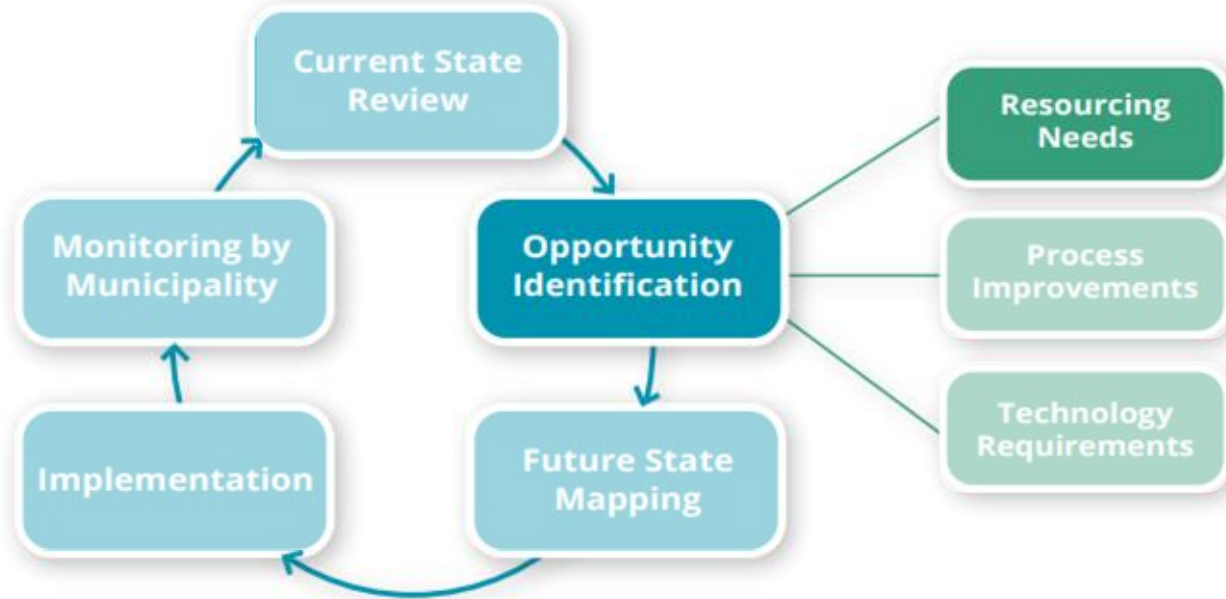 Current State
Review
Opportunity
Identification
Future State
Mapping
Implementation
Monitoring by
Municipality
Resourcing
Needs
Process
Improvements
Technology
Requirements